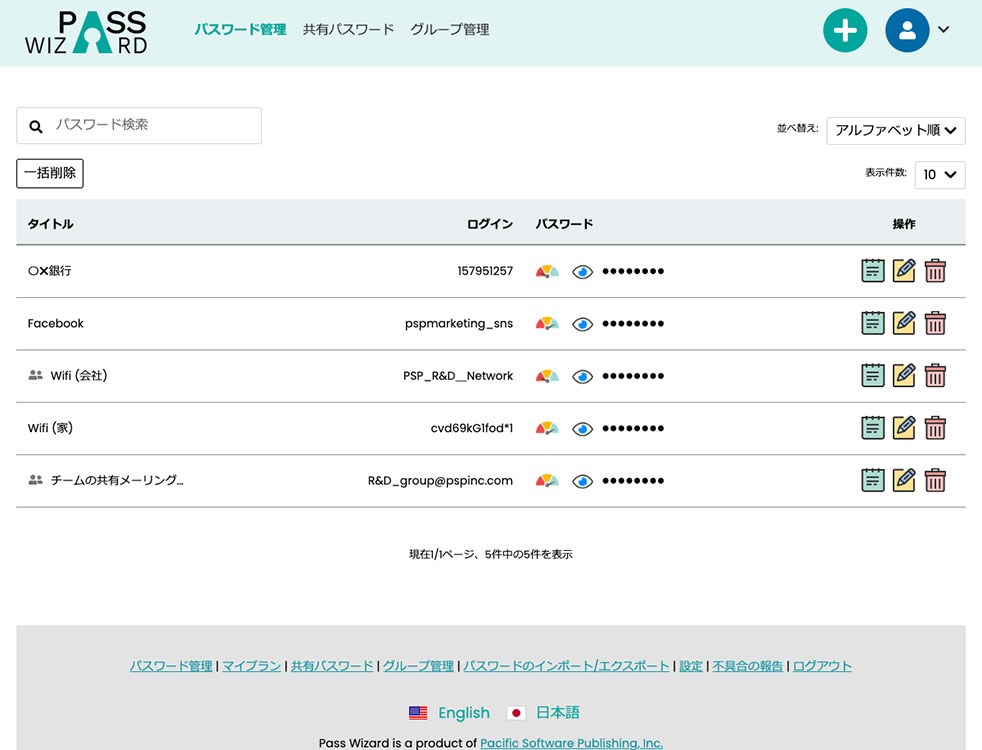 PASS
WIZARD
パスワード管理 共有パスワード グループ管理
パスワード検索
並べ替え: アルファベット順
一括削除
表示件数: 10
タイトル ログイン パスワード 操作
○×銀行 157951257 ●●●●●●●●
Facebook pspmarketing_sns ●●●●●●●●
Wifi (会社) PSP_R&D__Network ●●●●●●●●
Wifi (家) cvd69kG1fod*1 ●●●●●●●●
チームの共有メーリング... R&D_group@pspinc.com ●●●●●●●●
現在1/1ページ、5件中の5件を表示
パスワード管理 | マイプラン | 共有パスワード | グループ管理 | パスワードのインポート/エクスポート | 設定 | 不具合の報告 | ログアウト
English 日本語
Pass Wizard is a product of Pacific Software Publishing, Inc.